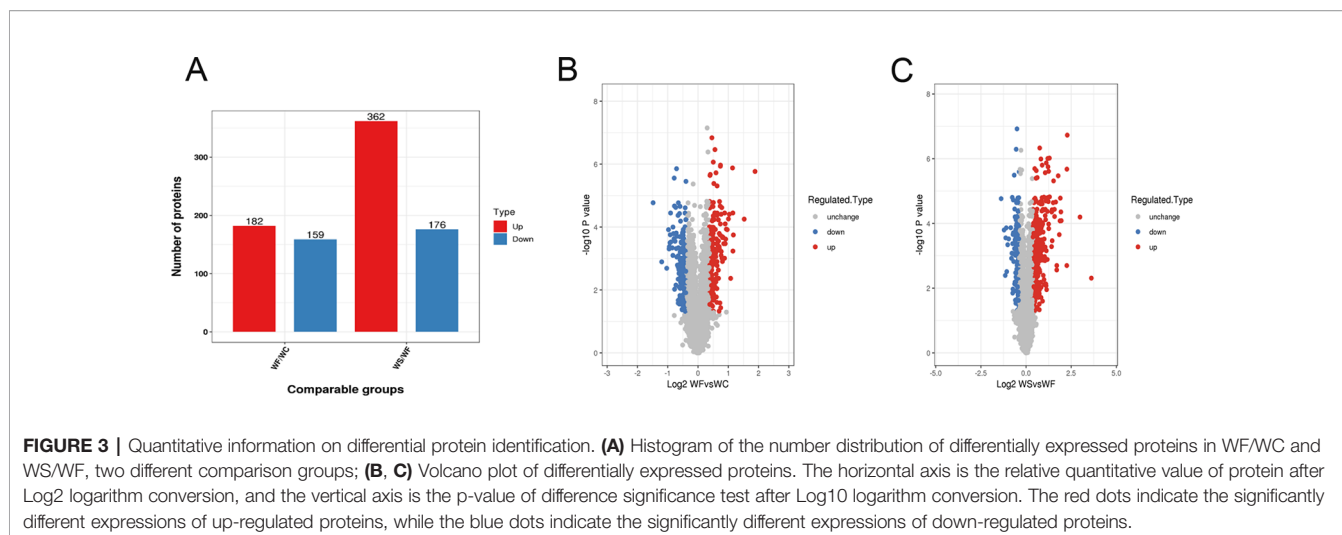 A
B
C
362
182
159
176
300
200
100
0
Number of proteins
WF/WC
WS/WF
Comparable groups
Type
Up
Down
8
6
4
2
0
-log10 P value
-3
-2
-1
0
1
2
3
Log2 WFvsWC
Regulated.Type
unchange
down
up
8
6
4
2
0
-log10 P value
-5.0
-2.5
0.0
2.5
5.0
Log2 WSvsWF
Regulated.Type
unchange
down
up
FIGURE 3 | Quantitative information on differential protein identification. (A) Histogram of the number distribution of differentially expressed proteins in WF/WC and
WS/WF, two different comparison groups; (B, C) Volcano plot of differentially expressed proteins. The horizontal axis is the relative quantitative value of protein after
Log2 logarithm conversion, and the vertical axis is the p-value of difference significance test after Log10 logarithm conversion. The red dots indicate the significantly
different expressions of up-regulated proteins, while the blue dots indicate the significantly different expressions of down-regulated proteins.